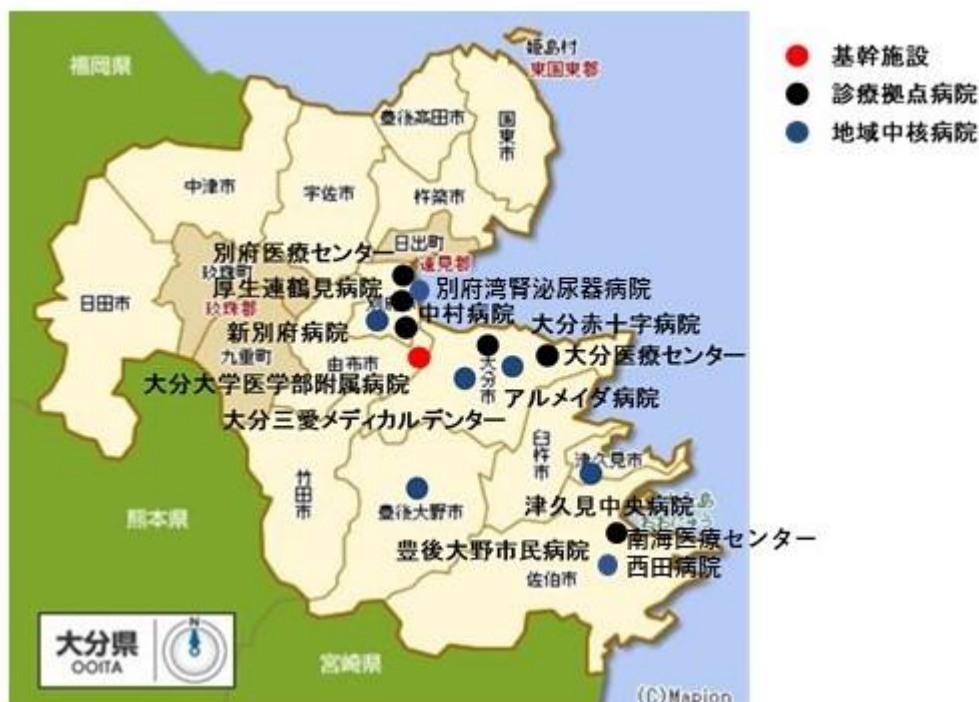 福岡県
姫島村
東国東郡
豊後高田市
国東市
中津市
宇佐市
杵築市
日出町
速見郡
別府医療センター
玖珠町
厚生連鶴見病院
別府湾腎泌尿器病院
日田市
玖珠郡
中村病院
新別府病院
大分赤十字病院
九重町
由布市
大分市
大分医療センター
大分大学医学部附属病院
アルメイダ病院
大分三愛メディカルデンター
臼杵市
津久見市
竹田市
豊後大野市
津久見中央病院
島
熊本県
豊後大野市民病院
南海医療センター
佐伯市
西田病院
大分県
OOITA
N
宮崎県
(C)Mapion
基幹施設
診療拠点病院
地域中核病院